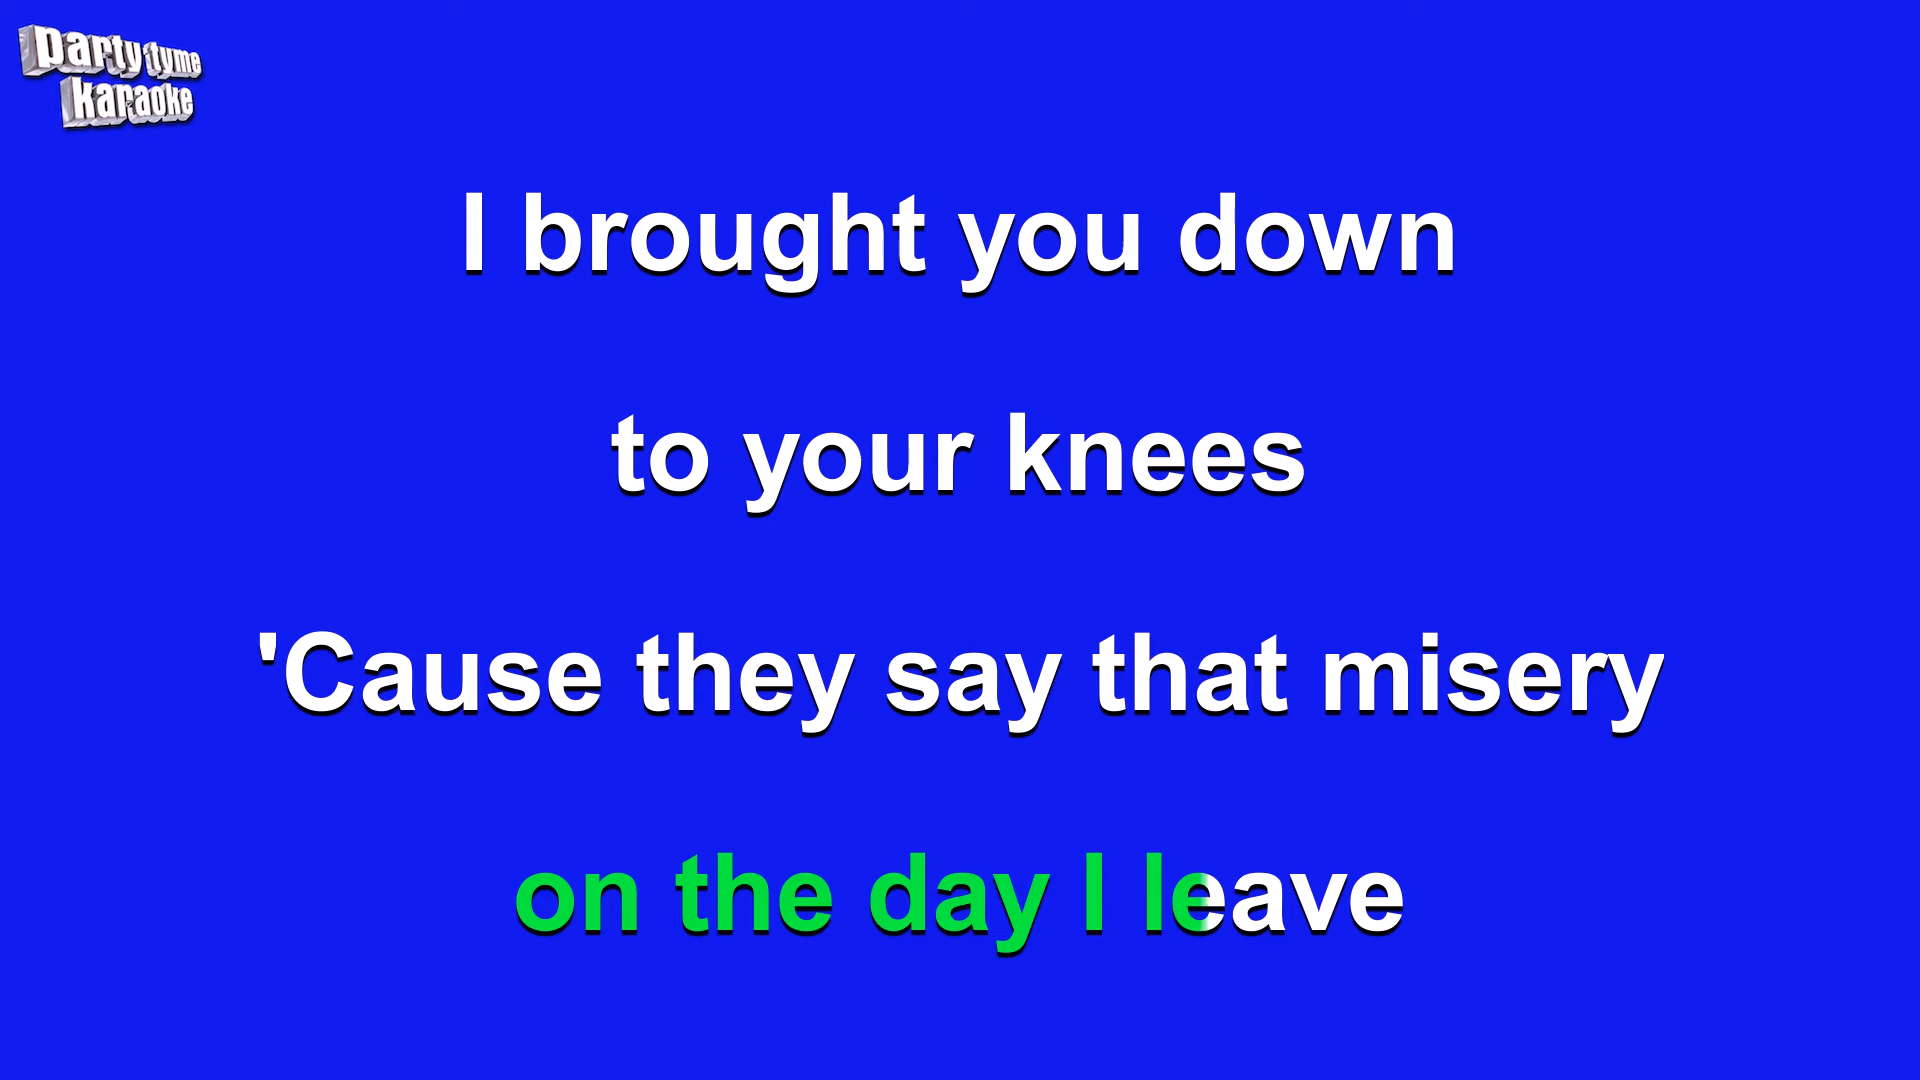 party tyme
karaoke
I brought you down
to your knees
'Cause they say that misery
on the day I leave